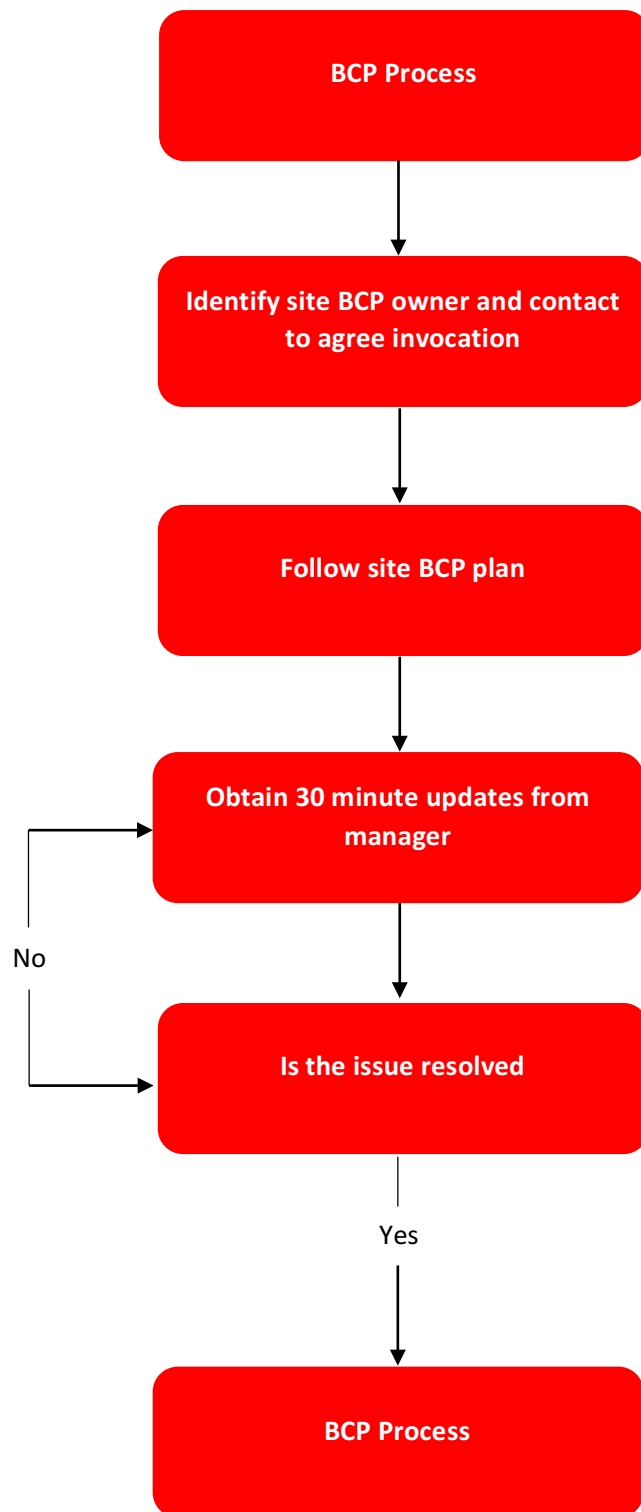 BCP Process
Identify site BCP owner and contact
to agree invocation
Follow site BCP plan
Obtain 30 minute updates from
manager
No
Is the issue resolved
Yes
BCP Process